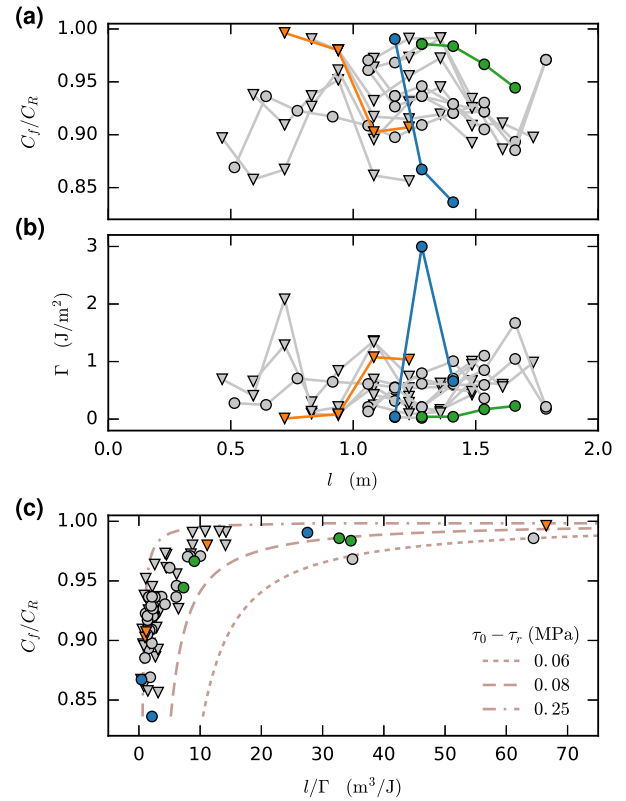 (a)
1.00
0.95
0.90
0.85
C_f/C_R
(b)
3
2
1
0
Γ (J/m²)
0.0 0.5 1.0 1.5 2.0
l (m)
(c)
1.00
0.95
0.90
0.85
C_f/C_R
τ₀ − τᵣ (MPa)
0.06
0.08
0.25
0 10 20 30 40 50 60 70
l/Γ (m³/J)